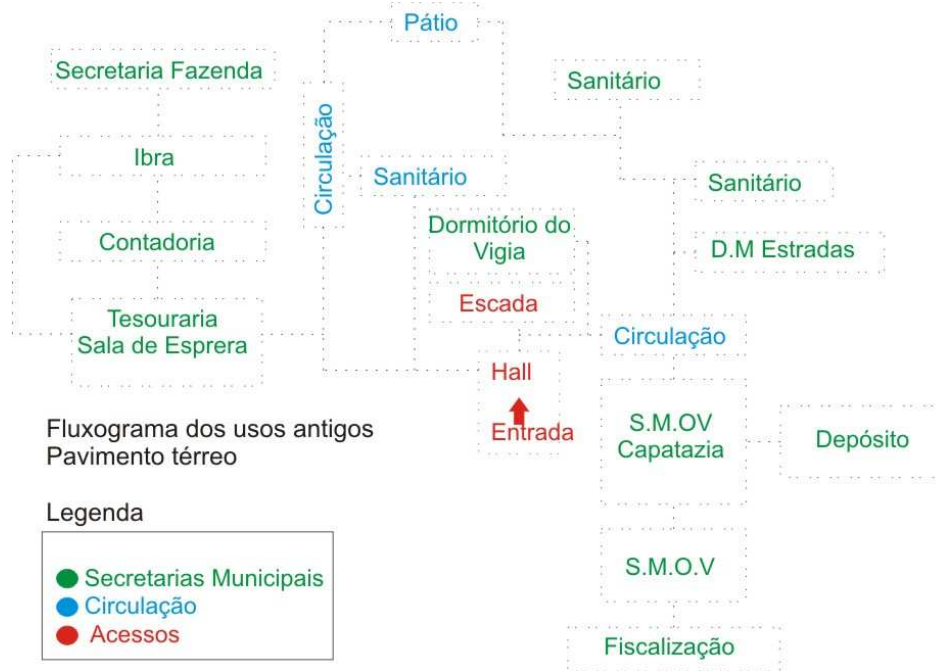 Pátio
Secretaria Fazenda
Sanitário
Circulação
Ibra
Sanitário
Sanitário
Contadoria
Dormitório do
Vigia
D.M Estradas
Escada
Tesouraria
Sala de Esprera
Circulação
Hall
Entrada
S.M.OV
Capatazia
Depósito
Fluxograma dos usos antigos
Pavimento térreo
Legenda
Secretarias Municipais
Circulação
Acessos
S.M.O.V
Fiscalização